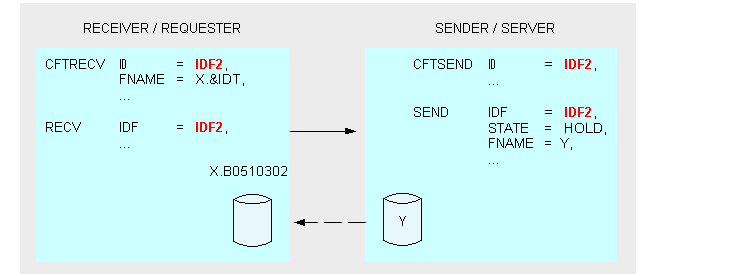 RECEIVER / REQUESTER
CFTRECV ID = IDF2,
FNAME = X.&IDT,
...
RECV IDF = IDF2,
...
X.B0510302
SENDER / SERVER
CFTSEND ID = IDF2,
...
SEND IDF = IDF2,
STATE = HOLD,
FNAME = Y,
...
Y